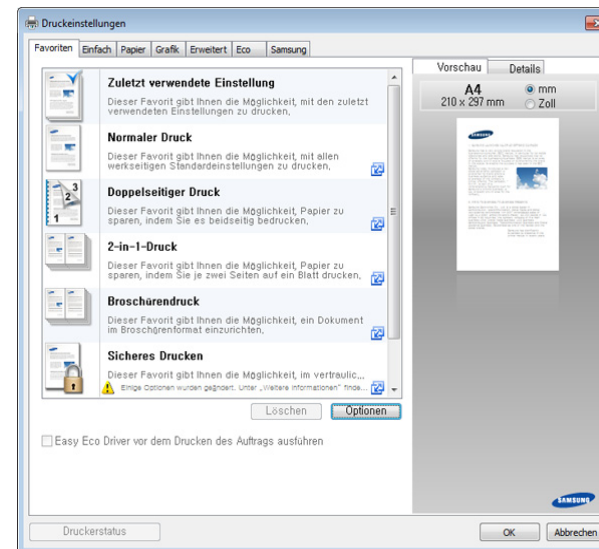 Druckeinstellungen
Favoriten Einfach Papier Grafik Erweitert Eco Samsung
Zuletzt verwendete Einstellung
Dieser Favorit gibt Ihnen die Möglichkeit, mit den zuletzt
verwendeten Einstellungen zu drucken.
Normaler Druck
Dieser Favorit gibt Ihnen die Möglichkeit, mit allen
werkseitigen Standardeinstellungen zu drucken.
Doppelseitiger Druck
Dieser Favorit gibt Ihnen die Möglichkeit, Papier zu
sparen, indem Sie es beidseitig bedrucken.
2-in-1-Druck
Dieser Favorit gibt Ihnen die Möglichkeit, Papier zu
sparen, indem Sie je zwei Seiten auf ein Blatt drucken.
Broschürendruck
Dieser Favorit gibt Ihnen die Möglichkeit, ein Dokument
im Broschürenformat einzurichten.
Sicheres Drucken
Dieser Favorit gibt Ihnen die Möglichkeit, im vertraulic...
Einige Optionen wurden geändert. Unter „Weitere Informationen" finde...
Löschen Optionen
Easy Eco Driver vor dem Drucken des Auftrags ausführen
Druckerstatus
Vorschau Details
A4
210 x 297 mm
mm
Zoll
SAMSUNG
OK Abbrechen